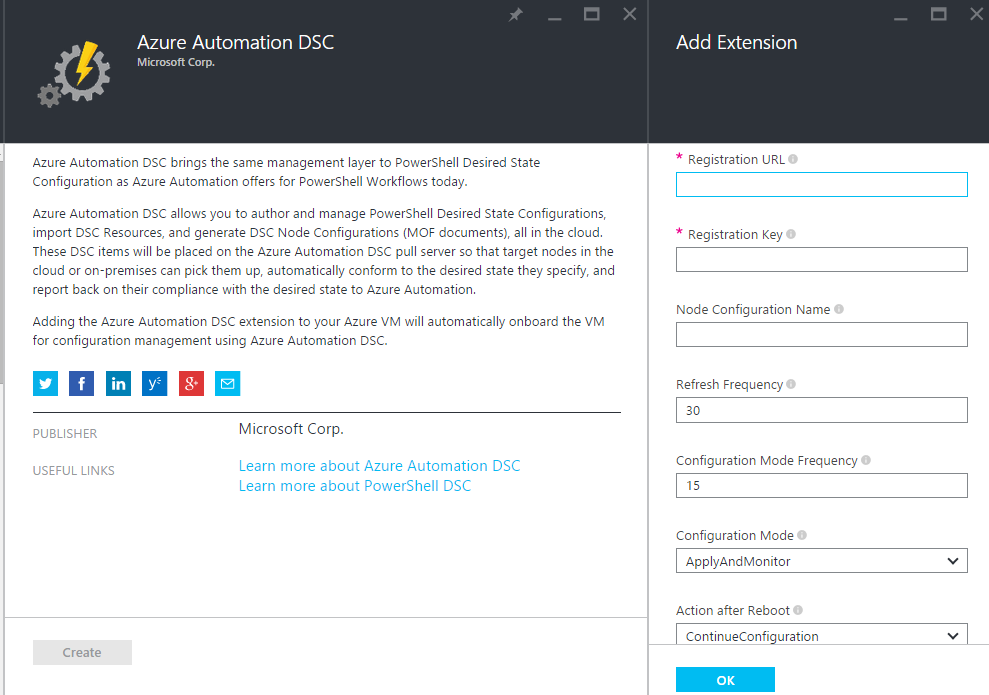 Azure Automation DSC
Microsoft Corp.
Azure Automation DSC brings the same management layer to PowerShell Desired State
Configuration as Azure Automation offers for PowerShell Workflows today.
Azure Automation DSC allows you to author and manage PowerShell Desired State Configurations,
import DSC Resources, and generate DSC Node Configurations (MOF documents), all in the cloud.
These DSC items will be placed on the Azure Automation DSC pull server so that target nodes in the
cloud or on-premises can pick them up, automatically conform to the desired state they specify, and
report back on their compliance with the desired state to Azure Automation.
Adding the Azure Automation DSC extension to your Azure VM will automatically onboard the VM
for configuration management using Azure Automation DSC.
f in y g+
PUBLISHER
Microsoft Corp.
USEFUL LINKS
Learn more about Azure Automation DSC
Learn more about PowerShell DSC
Create
Add Extension
* Registration URL
* Registration Key
Node Configuration Name
Refresh Frequency
30
Configuration Mode Frequency
15
Configuration Mode
ApplyAndMonitor
Action after Reboot
ContinueConfiguration
OK